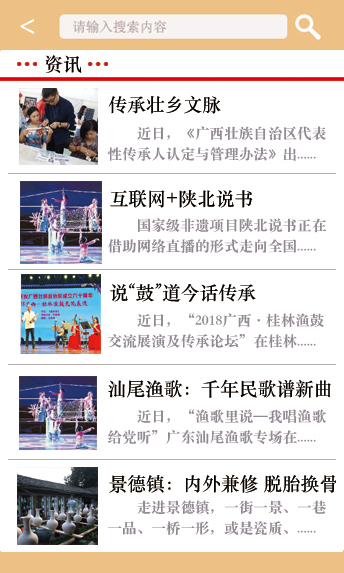 <
请输入搜索内容
资讯
传承壮乡文脉
近日，《广西壮族自治区代表
性传承人认定与管理办法》出......
互联网+陕北说书
国家级非遗项目陕北说书正在
借助网络直播的形式走向全国......
说“鼓”道今话传承
近日，“2018广西·桂林渔鼓
交流展演及传承论坛”在桂林......
汕尾渔歌：千年民歌谱新曲
近日，“渔歌里说—我唱渔歌
给党听”广东汕尾渔歌专场在......
景德镇：内外兼修 脱胎换骨
走进景德镇，一街一景、一巷
一品、一桥一形，或是瓷质、......